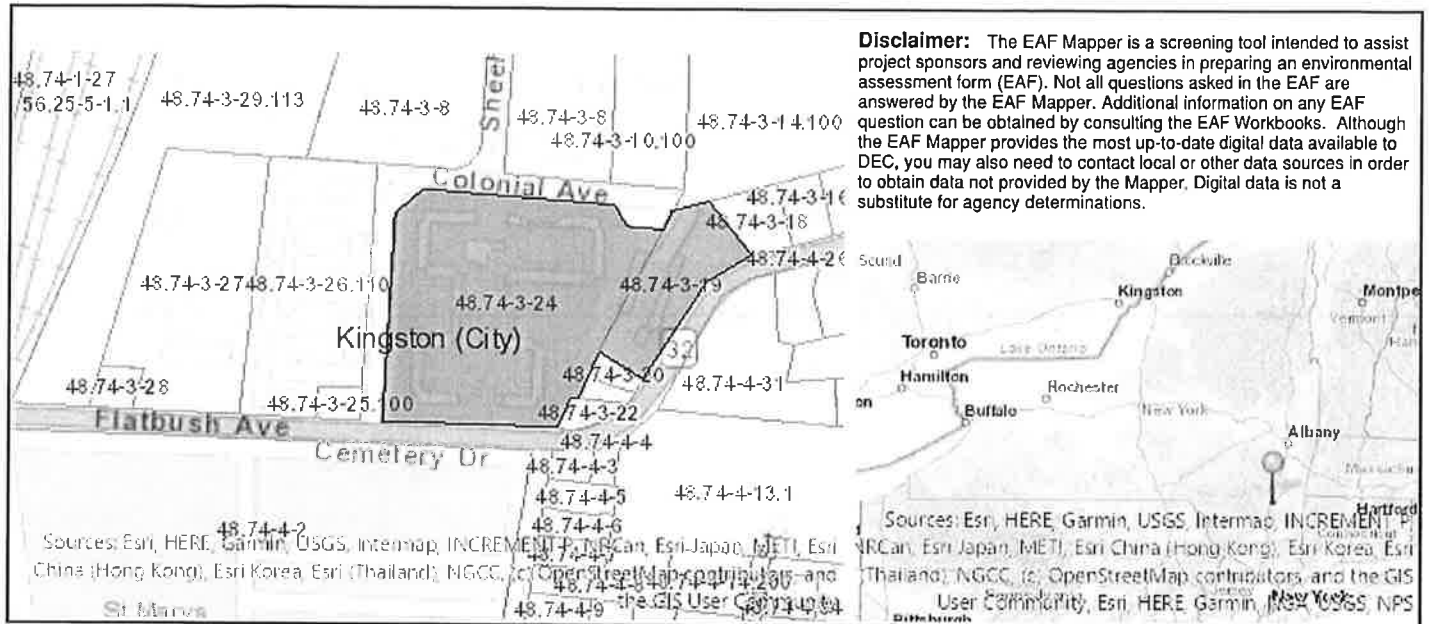 Disclaimer: The EAF Mapper is a screening tool intended to assist
project sponsors and reviewing agencies in preparing an environmental
assessment form (EAF). Not all questions asked in the EAF are
answered by the EAF Mapper. Additional information on any EAF
question can be obtained by consulting the EAF Workbooks. Although
the EAF Mapper provides the most up-to-date digital data available to
DEC, you may also need to contact local or other data sources in order
to obtain data not provided by the Mapper. Digital data is not a
substitute for agency determinations.
48.74-1-27
56.25-5-1.1
48.74-3-29.113
48.74-3-8
48.74-3-8
48.74-3-10.100
48.74-3-14.100
Colonial Ave
48.74-3-18
48.74-3-27
48.74-3-26.110
48.74-3-24
48.74-3-19
Kingston (City)
32
48.74-3-20
48.74-4-31
48.74-3-28
48.74-3-25.100
48.74-3-22
Flatbush Ave
48.74-4-4
Cemetery Dr
48.74-4-3
48.74-4-5
48.74-4-13.1
48.74-4-6
48.74-4-2
48.74-4-9
Sources: Esri, HERE, Garmin, USGS, Intermap, INCREMENT P, NRCan, Esri Japan, METI, Esri
China (Hong Kong), Esri Korea, Esri (Thailand), NGCC, (c) OpenStreetMap contributors, and
the GIS User Community
St Marys
Barrie
Brockville
Kingston
Vermont
Toronto
Lake Ontario
Hamilton
Rochester
Buffalo
New York
Albany
Hartford
Sources: Esri, HERE, Garmin, USGS, Intermap, INCREMENT P,
NRCan, Esri Japan, METI, Esri China (Hong Kong), Esri Korea, Esri
(Thailand), NGCC, (c) OpenStreetMap contributors, and the GIS
User Community, Esri, HERE, Garmin, USGS, NPS
New York
Pittsburgh